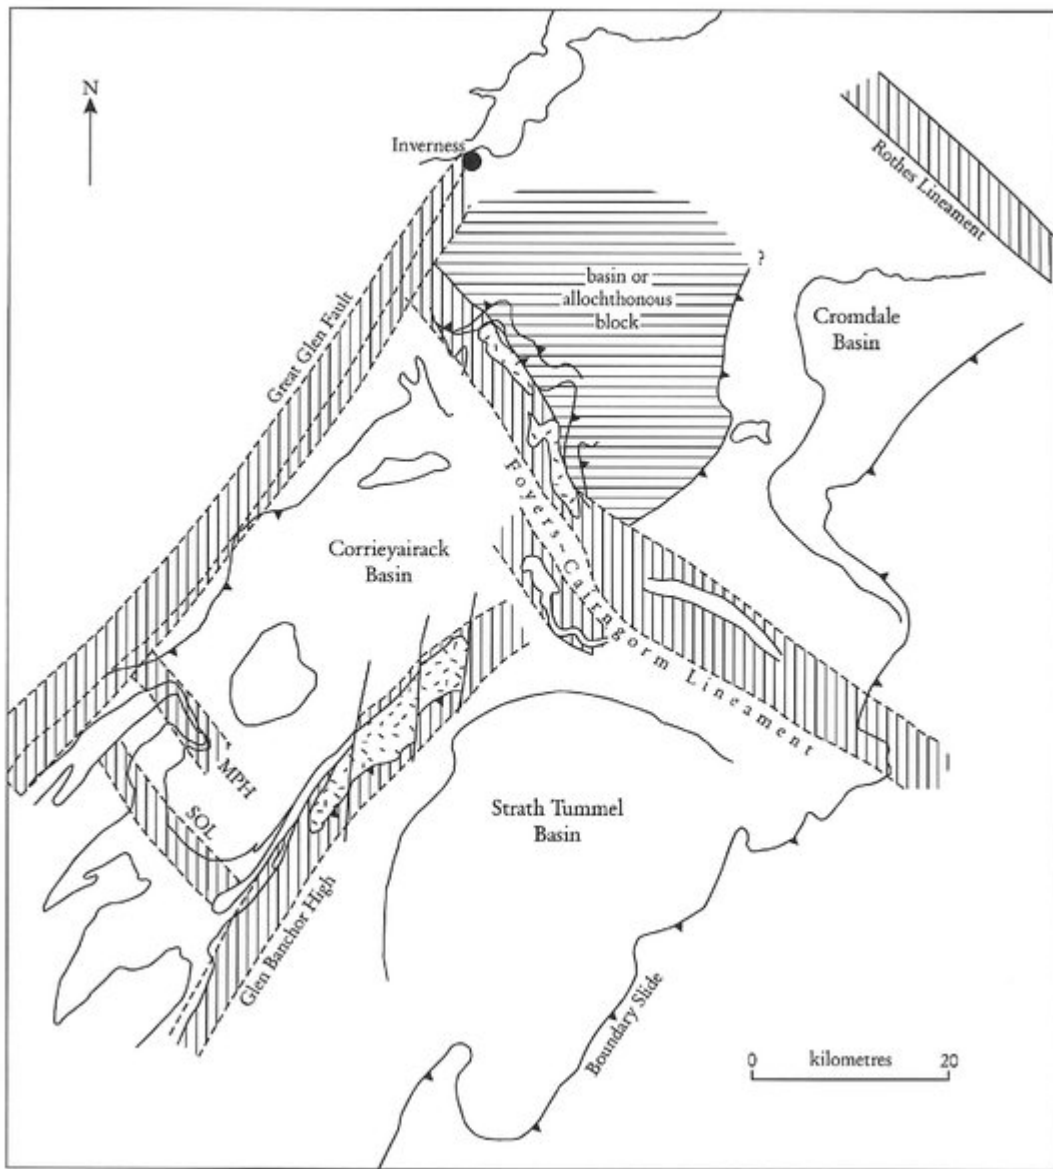 N
Inverness
Rothes Lineament
basin or
allochthonous
block
?
Cromdale
Basin
Great Glen Fault
Foyers-Cairngorm Lineament
Corrieyairack
Basin
MPH
SOL
Strath Tummel
Basin
Glen Banchor High
Boundary Slide
0 kilometres 20